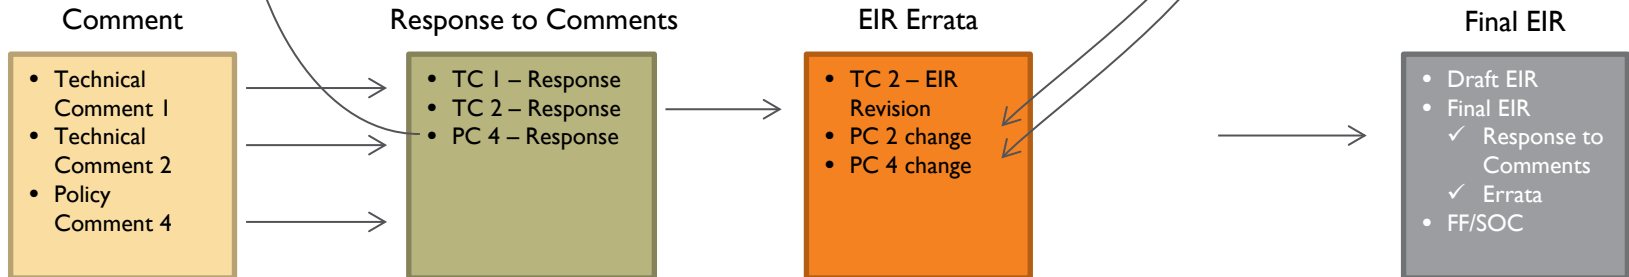 Comment
• Technical
Comment 1
• Technical
Comment 2
• Policy
Comment 4
Response to Comments
• TC 1 – Response
• TC 2 – Response
• PC 4 – Response
EIR Errata
• TC 2 – EIR
Revision
• PC 2 change
• PC 4 change
Final EIR
• Draft EIR
• Final EIR
✓ Response to
Comments
✓ Errata
• FF/SOC